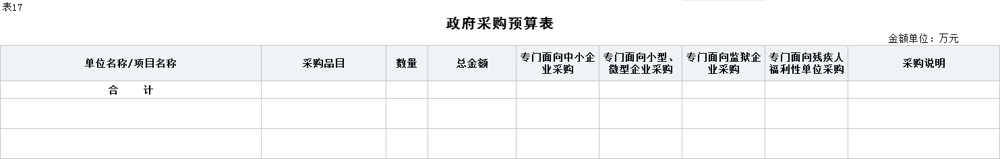 表17
政府采购预算表
金额单位：万元
单位名称/项目名称 采购品目 数量 总金额 专门面向中小企业采购 专门面向小型、微型企业采购 专门面向监狱企业采购 专门面向残疾人福利性单位采购 采购说明
合 计